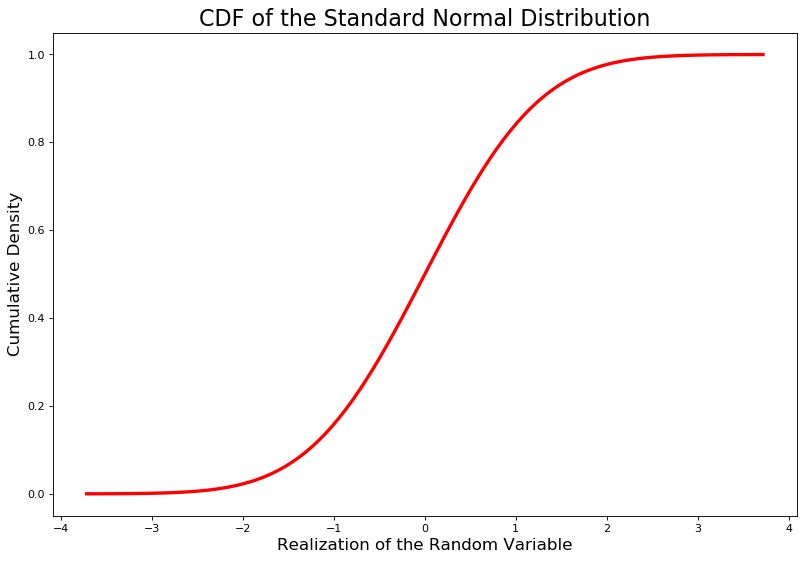 CDF of the Standard Normal Distribution
Cumulative Density
1.0
0.8
0.6
0.4
0.2
0.0
−4 −3 −2 −1 0 1 2 3 4
Realization of the Random Variable